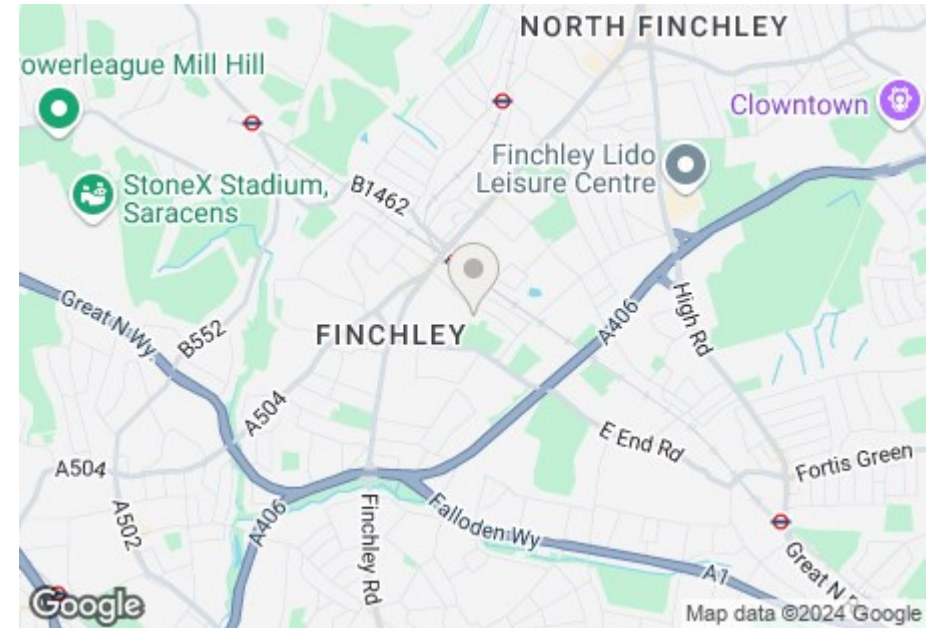 NORTH FINCHLEY
owerleague Mill Hill
Clowntown
Finchley Lido
Leisure Centre
StoneX Stadium,
Saracens
B1462
Great N Wy
B552
FINCHLEY
A406
High Rd
A504
E End Rd
A504
Fortis Green
A502
A406
Finchley Rd
Falloden Wy
A1
Great N
Google
Map data ©2024 Google